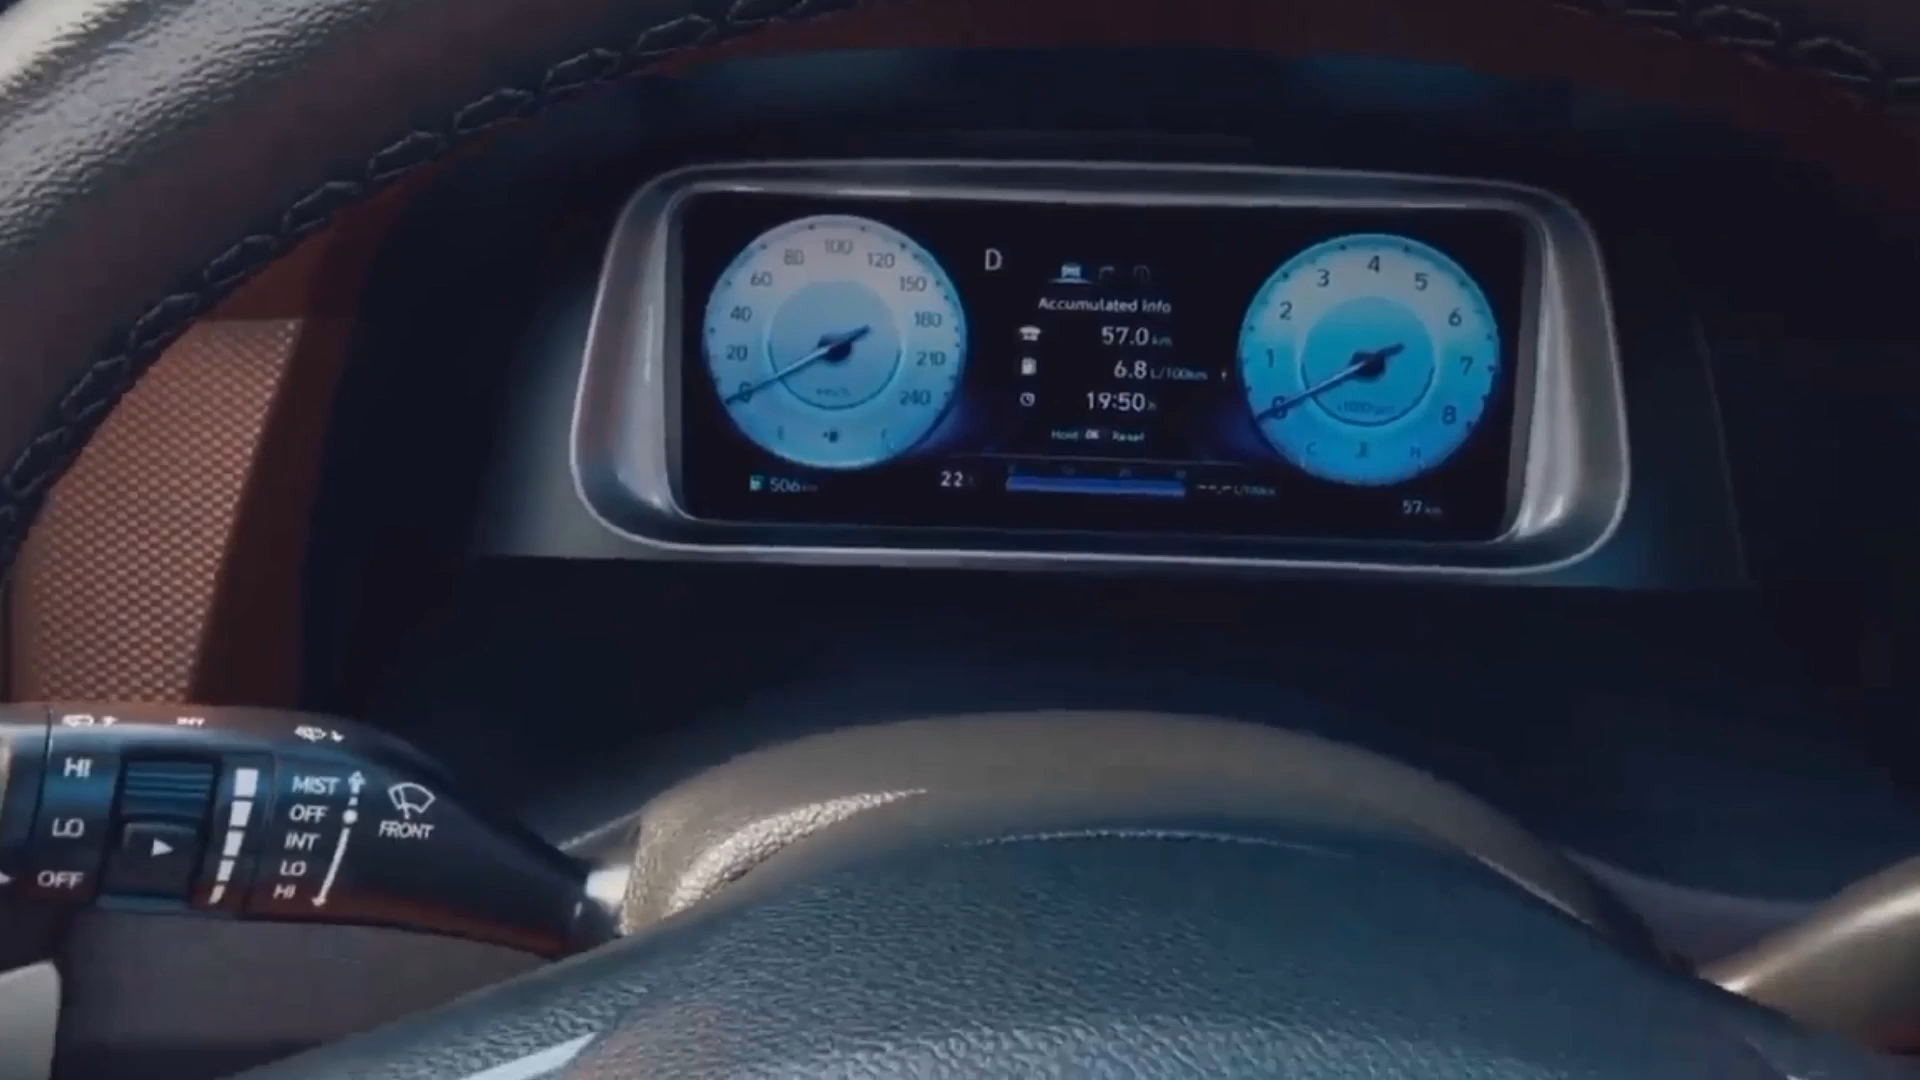 100
80
120
60
150
40
180
20
210
0
240
506 km
D
Accumulated Info
57.0 km
6.8 L/100km
19:50 h
Hold OK Reset
22
4
3
5
2
6
1
7
0
8
C
H
57 km
INT
HI
LO
OFF
MIST
OFF
INT
LO
HI
FRONT